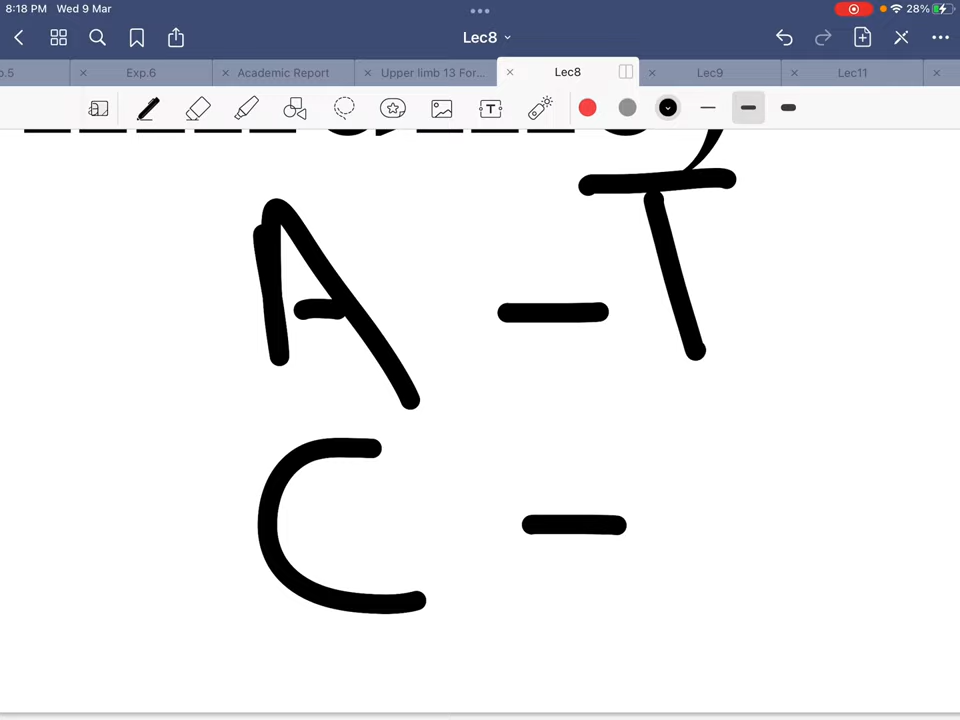 8:18 PM Wed 9 Mar
28%
Lec8
p.5 Exp.6 Academic Report Upper limb 13 For... Lec8 Lec9 Lec11
A - T
C -